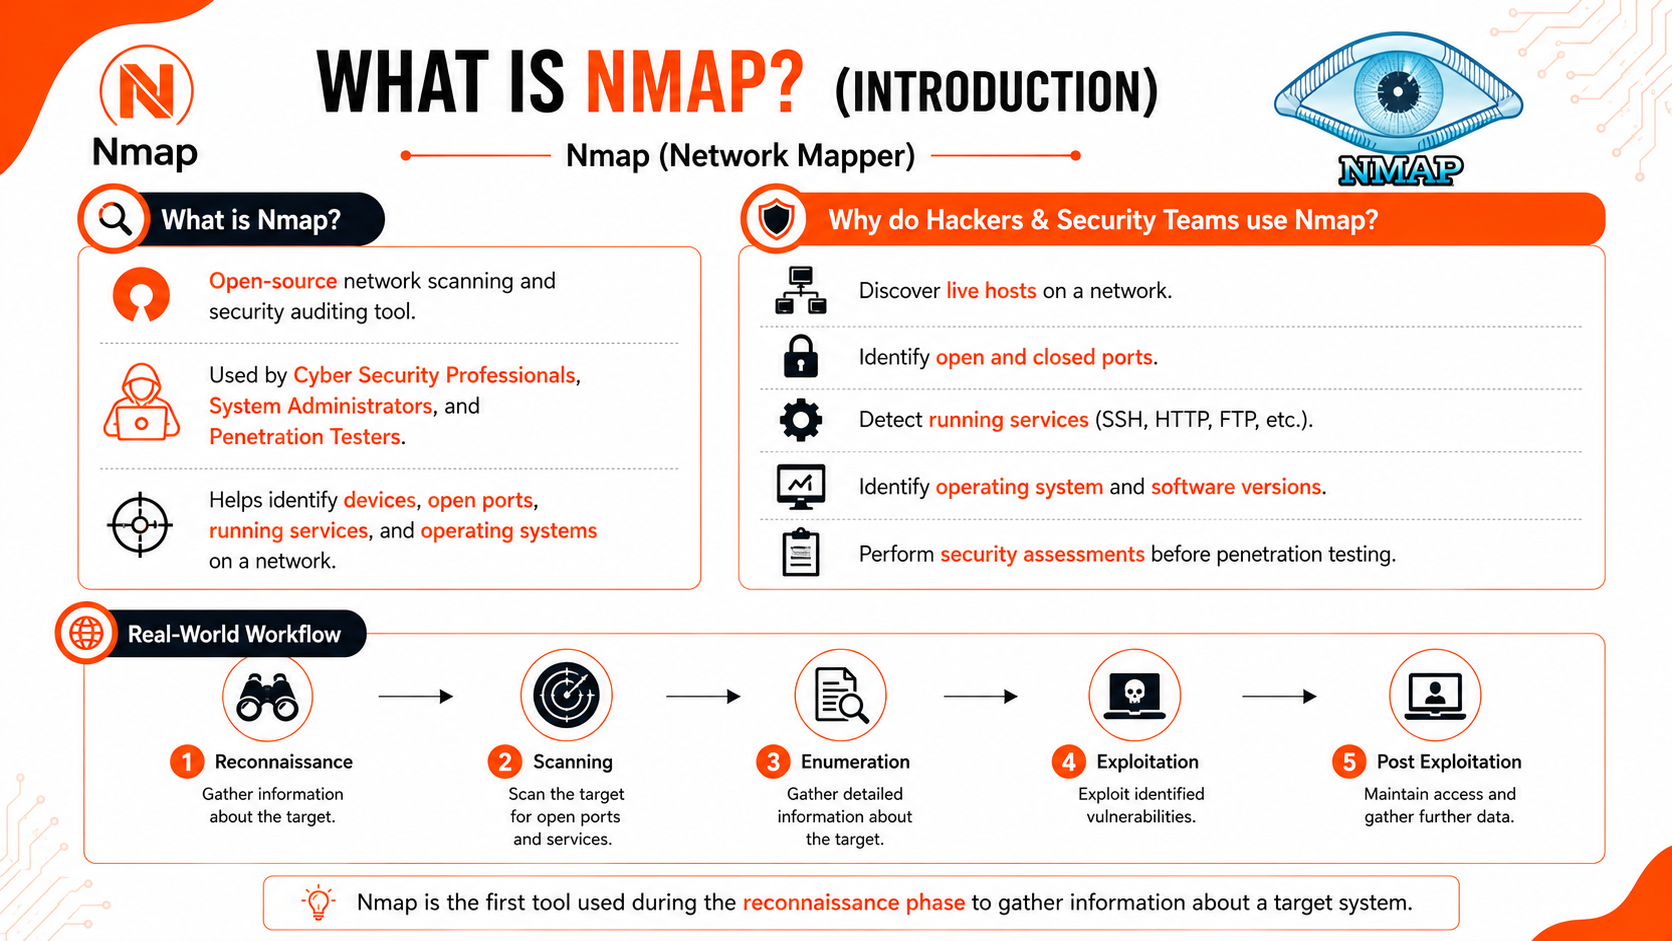 Nmap
WHAT IS NMAP? (INTRODUCTION)
Nmap (Network Mapper)
NMAP
What is Nmap?
Open-source network scanning and
security auditing tool.
Used by Cyber Security Professionals,
System Administrators, and
Penetration Testers.
Helps identify devices, open ports,
running services, and operating systems
on a network.
Why do Hackers & Security Teams use Nmap?
Discover live hosts on a network.
Identify open and closed ports.
Detect running services (SSH, HTTP, FTP, etc.).
Identify operating system and software versions.
Perform security assessments before penetration testing.
Real-World Workflow
1 Reconnaissance
Gather information
about the target.
2 Scanning
Scan the target
for open ports
and services.
3 Enumeration
Gather detailed
information about
the target.
4 Exploitation
Exploit identified
vulnerabilities.
5 Post Exploitation
Maintain access and
gather further data.
Nmap is the first tool used during the reconnaissance phase to gather information about a target system.